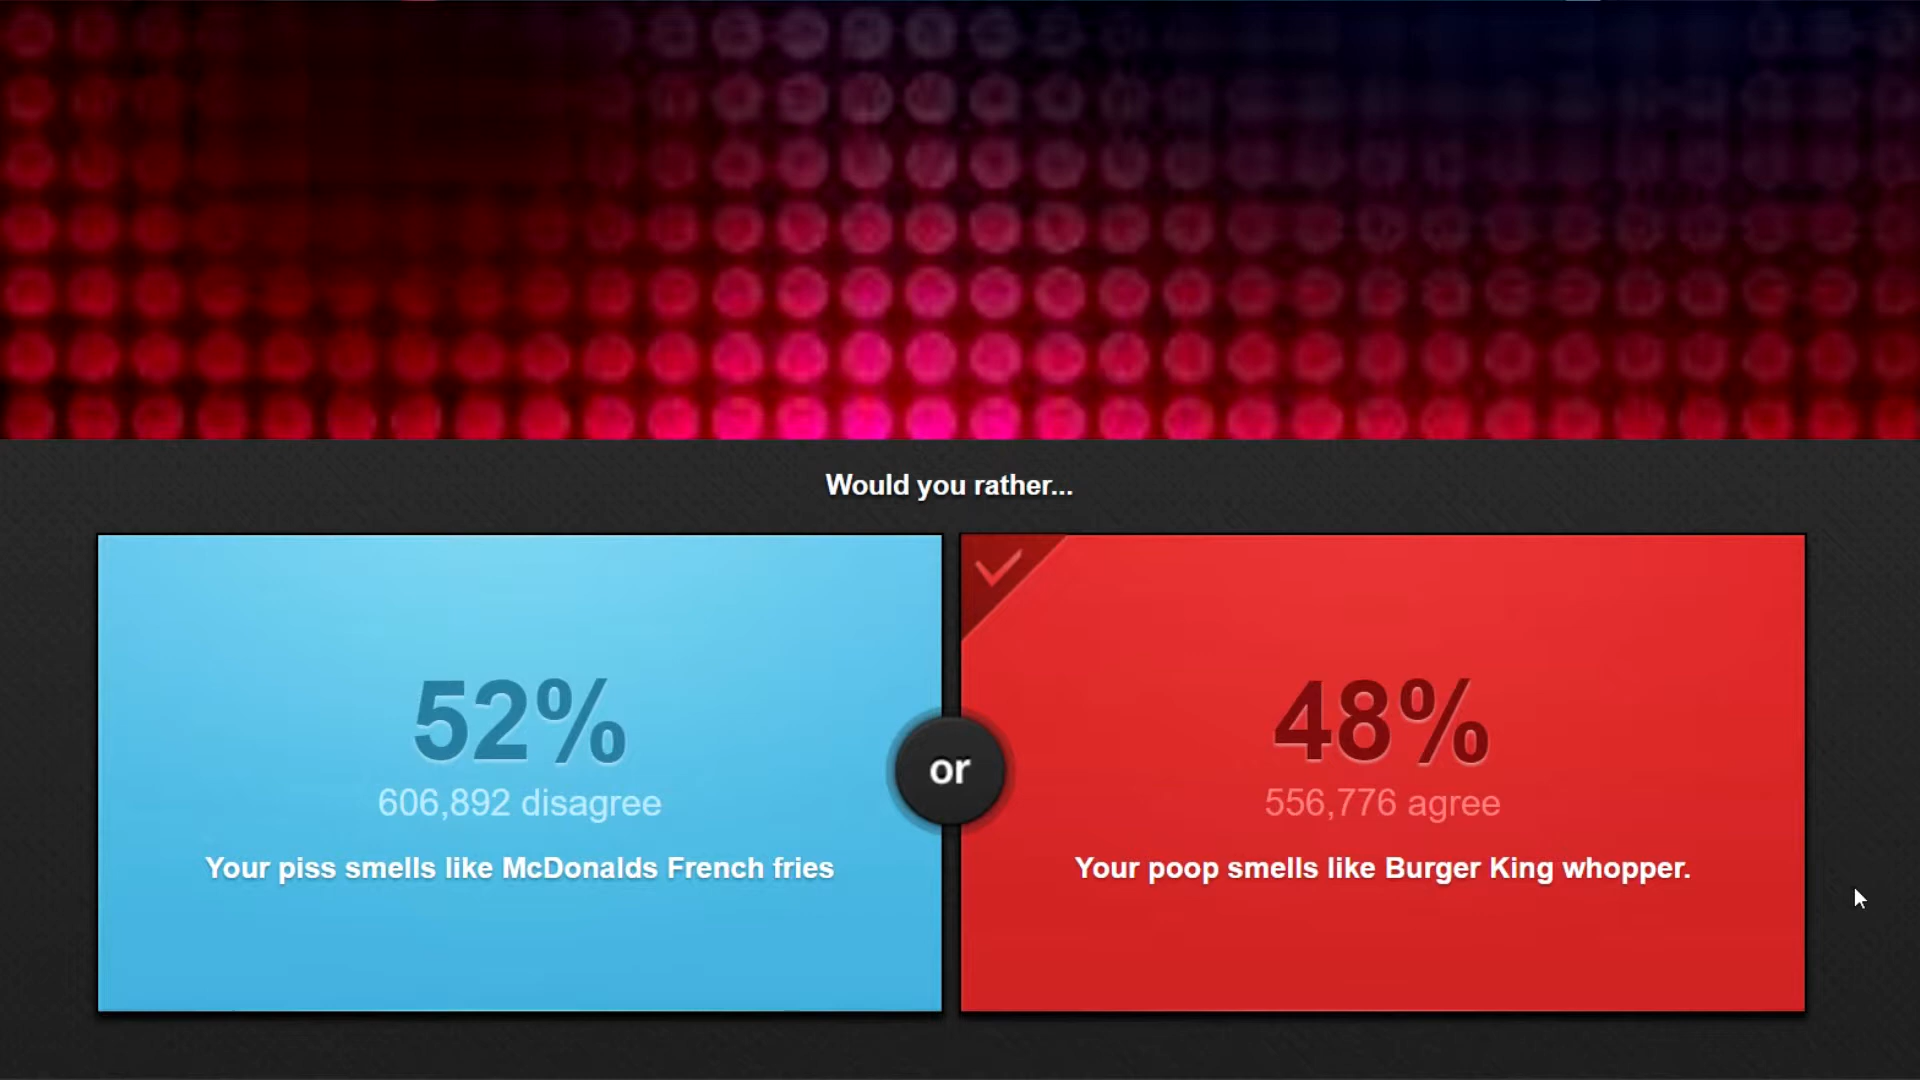 Would you rather...
52%
606,892 disagree
Your piss smells like McDonalds French fries
or
48%
556,776 agree
Your poop smells like Burger King whopper.